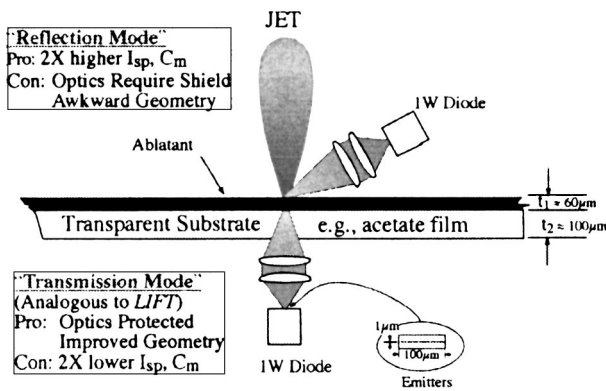 "Reflection Mode"
Pro: 2X higher Isp, Cm
Con: Optics Require Shield
Awkward Geometry
JET
1W Diode
Ablatant
t1 ≈ 60μm
Transparent Substrate e.g., acetate film
t2 ≈ 100μm
"Transmission Mode"
(Analogous to LIFT)
Pro: Optics Protected
Improved Geometry
Con: 2X lower Isp, Cm
1W Diode
1μm
100μm
Emitters